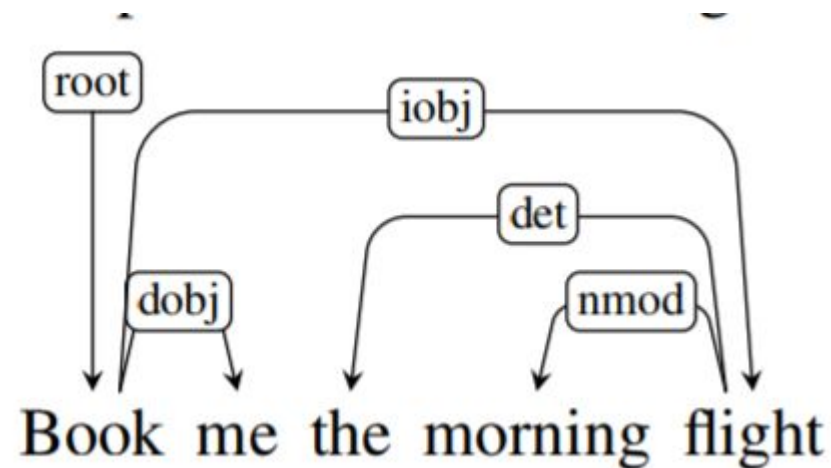 root
iobj
det
dobj nmod
Book me the morning flight